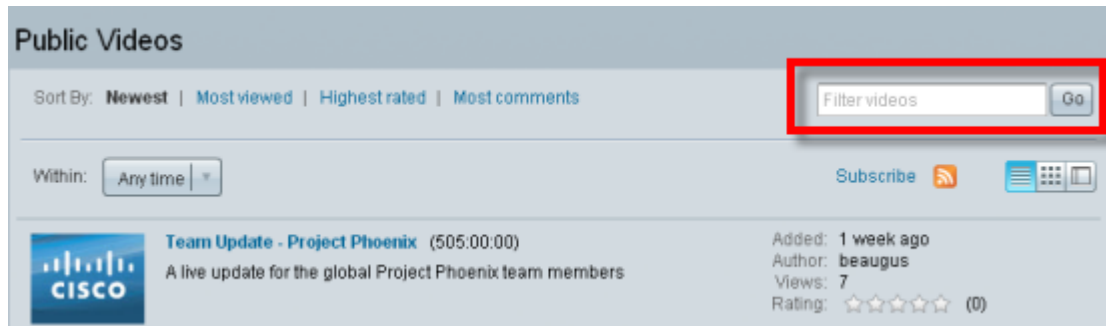 Public Videos
Sort By: Newest | Most viewed | Highest rated | Most comments
Filter videos Go
Within: Any time
Subscribe
Team Update - Project Phoenix (505:00:00)
A live update for the global Project Phoenix team members
CISCO
Added: 1 week ago
Author: beaugus
Views: 7
Rating: (0)